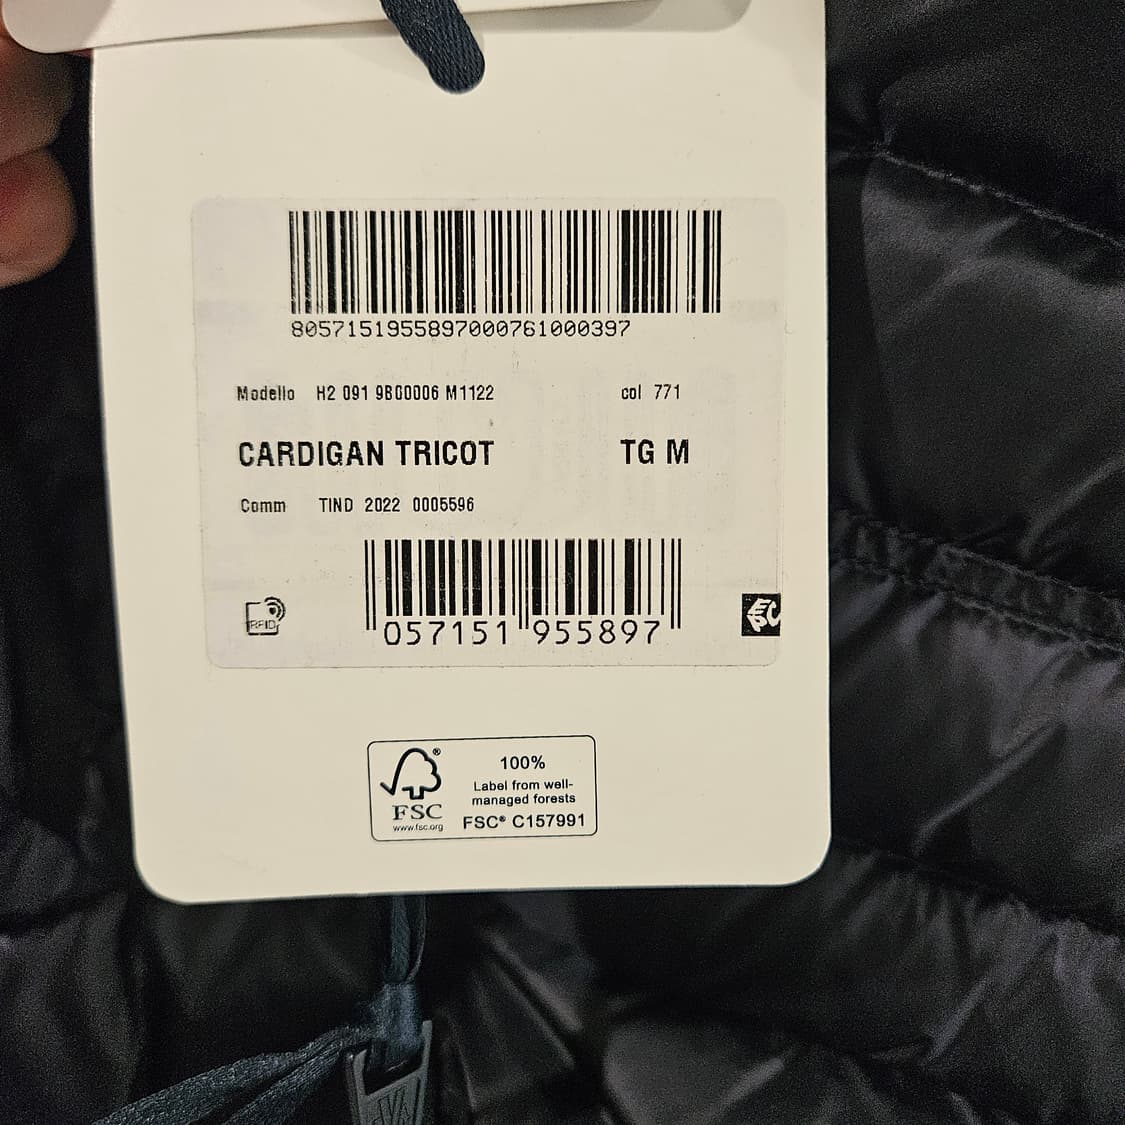 8057151955897000761000397
Modello H2 091 9B00006 M1122 col 771
CARDIGAN TRICOT TG M
Comm TIND 2022 0005596
RFID
057151 955897
EPC
FSC®
www.fsc.org
100%
Label from well-
managed forests
FSC® C157991